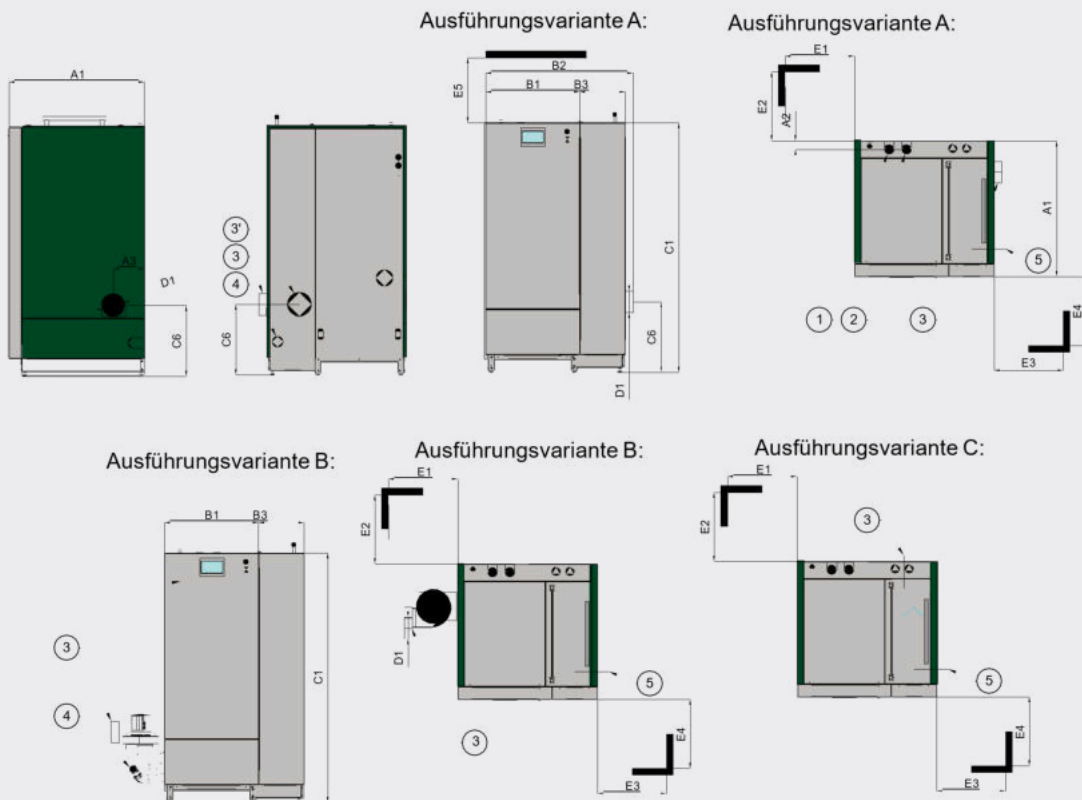 Ausführungsvariante A:
Ausführungsvariante A:
A1
A3
D1
C6
3'
3
4
C6
E5
B2
B1
B3
C1
C6
D1
E1
E2
A2
A1
5
1
2
3
E4
E3
Ausführungsvariante B:
Ausführungsvariante B:
Ausführungsvariante C:
B1
B3
C1
3
4
E1
E2
D1
5
3
E4
E3
E1
E2
3
5
E4
E3